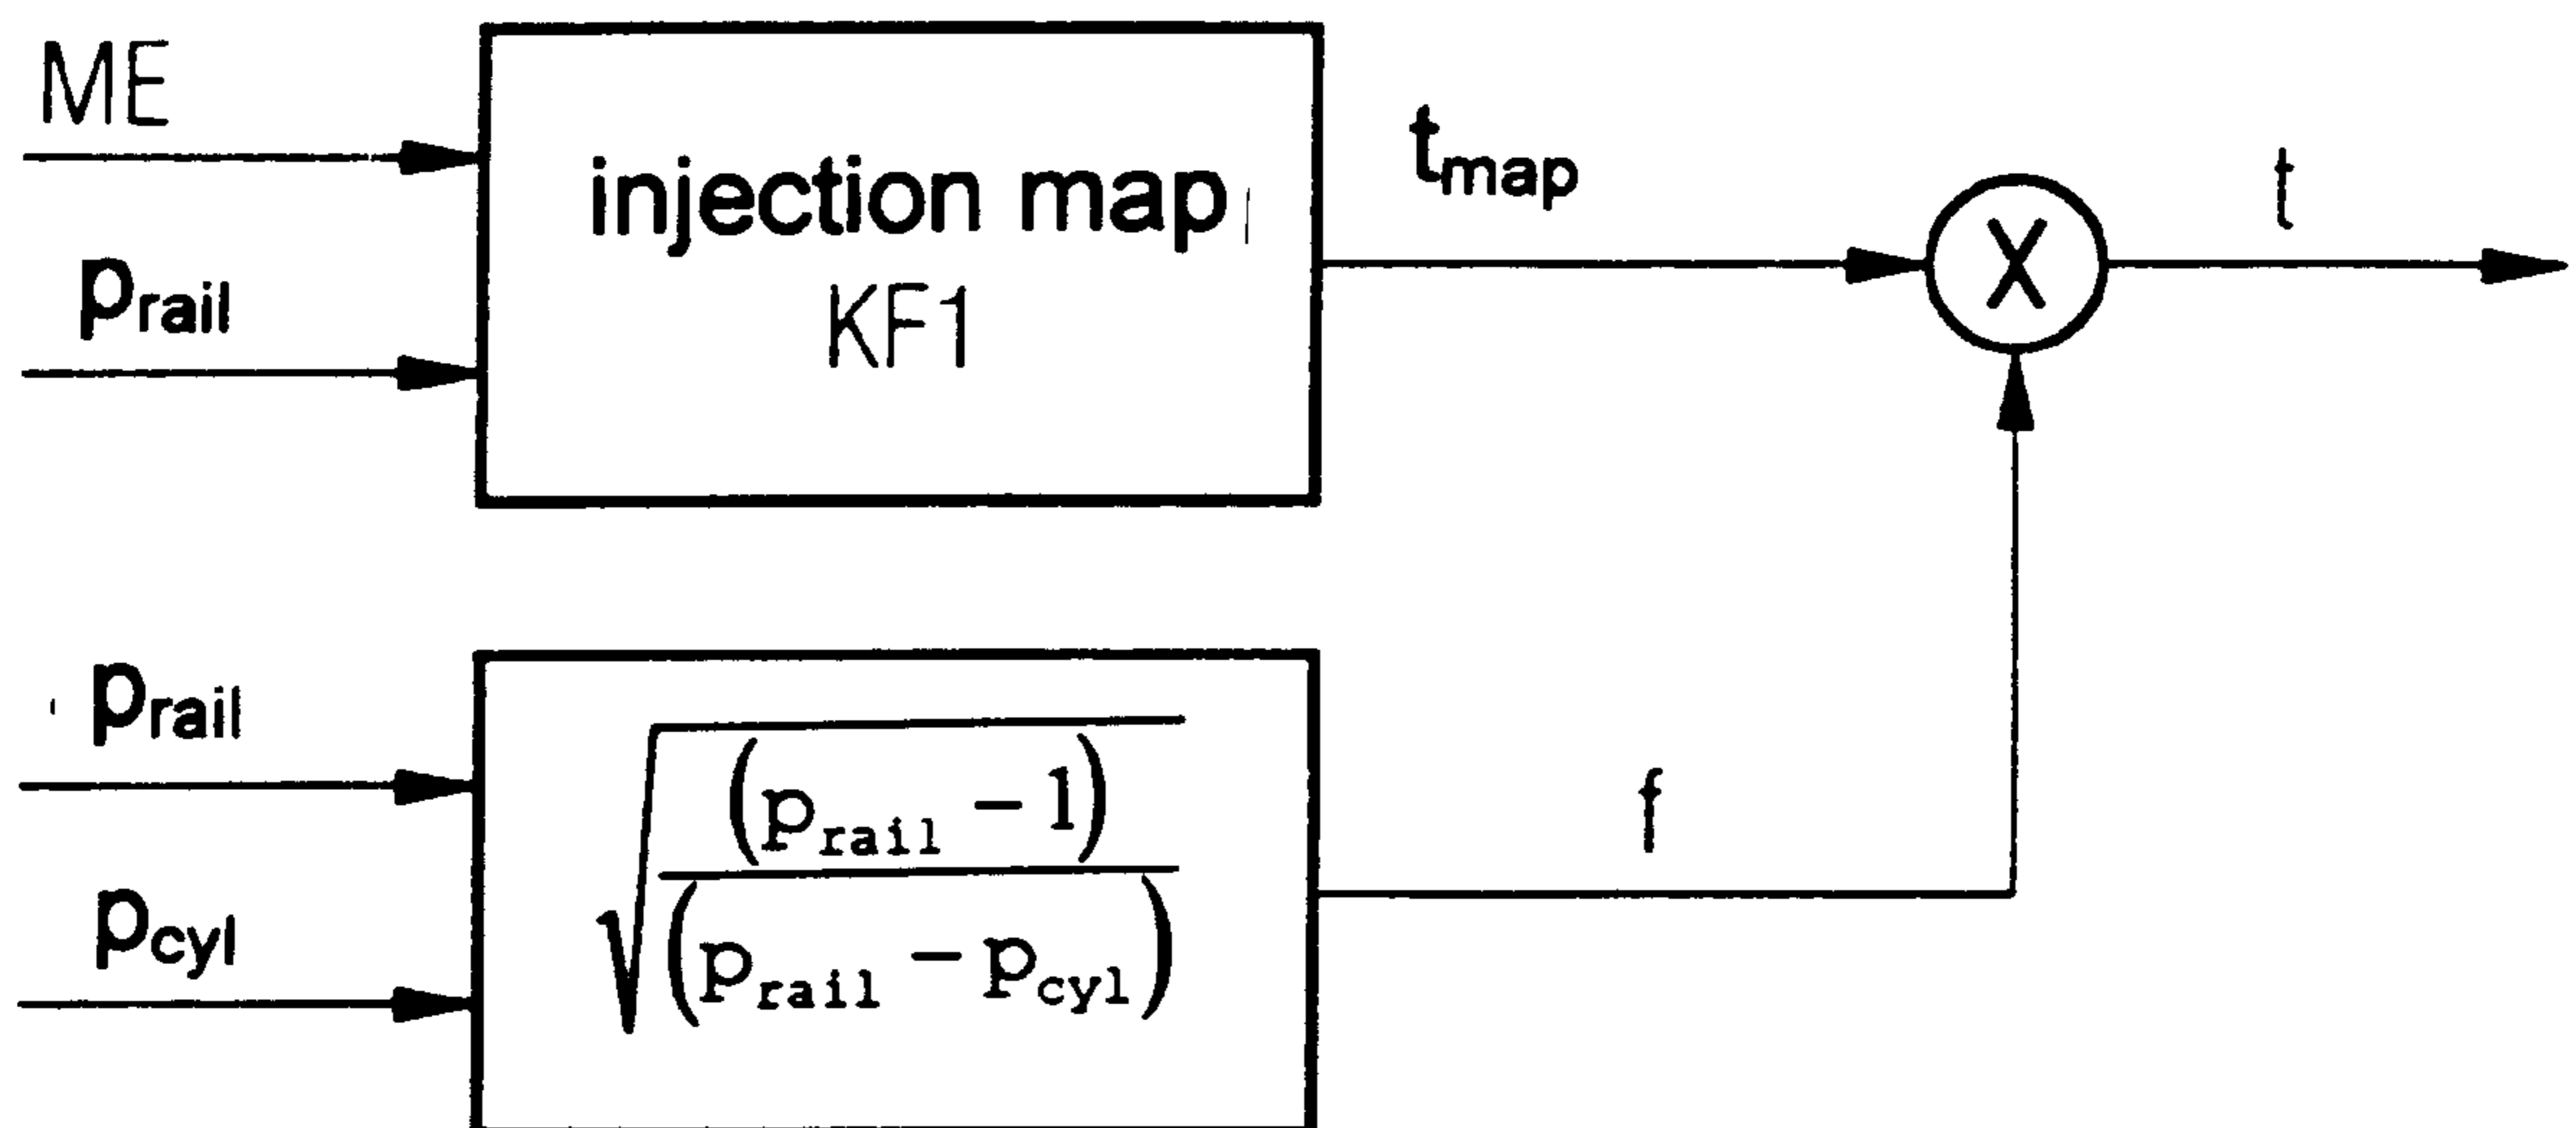 ME
injection map
KF1
p_rail
t_map
X
t
p_rail
p_cyl
√((p_rail − 1) / (p_rail − p_cyl))
f